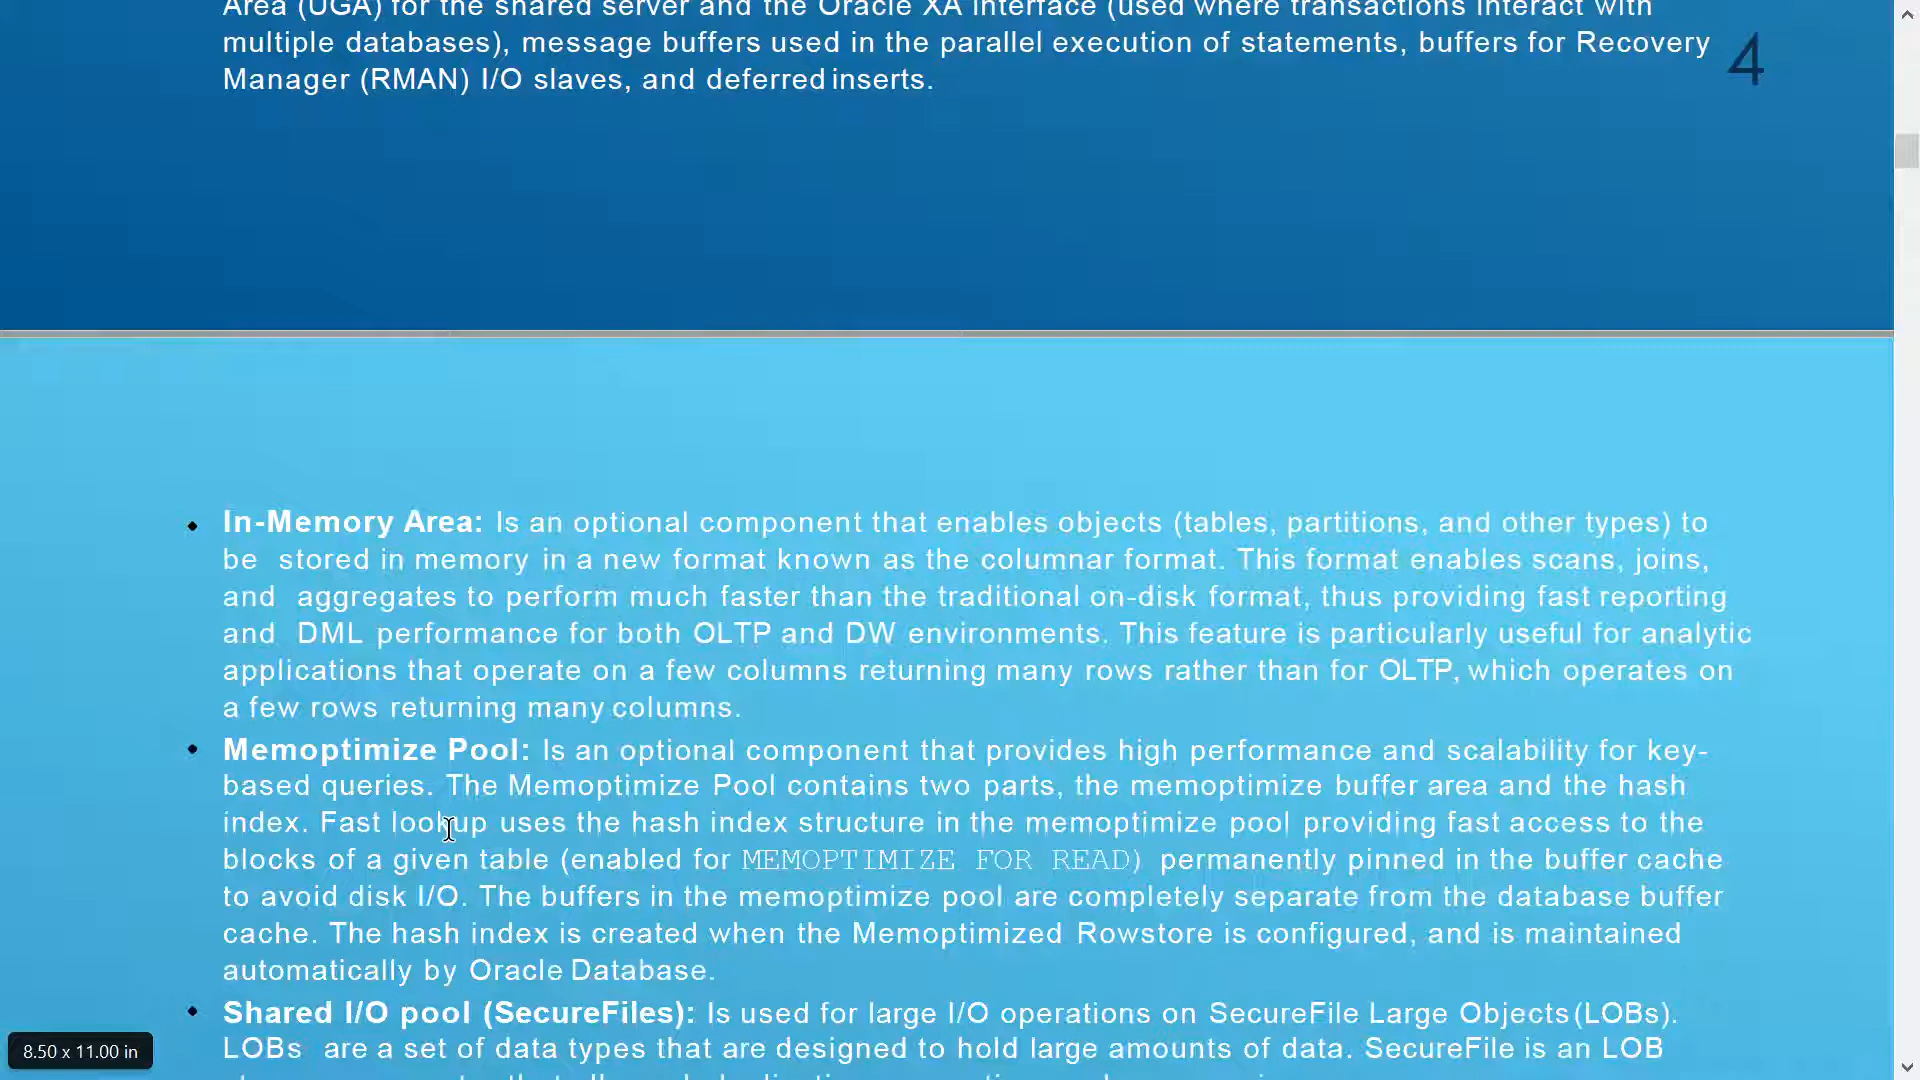 Area (UGA) for the shared server and the Oracle XA interface (used where transactions interact with
multiple databases), message buffers used in the parallel execution of statements, buffers for Recovery
Manager (RMAN) I/O slaves, and deferred inserts.
4
• In-Memory Area: Is an optional component that enables objects (tables, partitions, and other types) to
be stored in memory in a new format known as the columnar format. This format enables scans, joins,
and aggregates to perform much faster than the traditional on-disk format, thus providing fast reporting
and DML performance for both OLTP and DW environments. This feature is particularly useful for analytic
applications that operate on a few columns returning many rows rather than for OLTP, which operates on
a few rows returning many columns.
• Memoptimize Pool: Is an optional component that provides high performance and scalability for key-
based queries. The Memoptimize Pool contains two parts, the memoptimize buffer area and the hash
index. Fast lookup uses the hash index structure in the memoptimize pool providing fast access to the
blocks of a given table (enabled for MEMOPTIMIZE FOR READ) permanently pinned in the buffer cache
to avoid disk I/O. The buffers in the memoptimize pool are completely separate from the database buffer
cache. The hash index is created when the Memoptimized Rowstore is configured, and is maintained
automatically by Oracle Database.
• Shared I/O pool (SecureFiles): Is used for large I/O operations on SecureFile Large Objects (LOBs).
LOBs are a set of data types that are designed to hold large amounts of data. SecureFile is an LOB
8.50 x 11.00 in